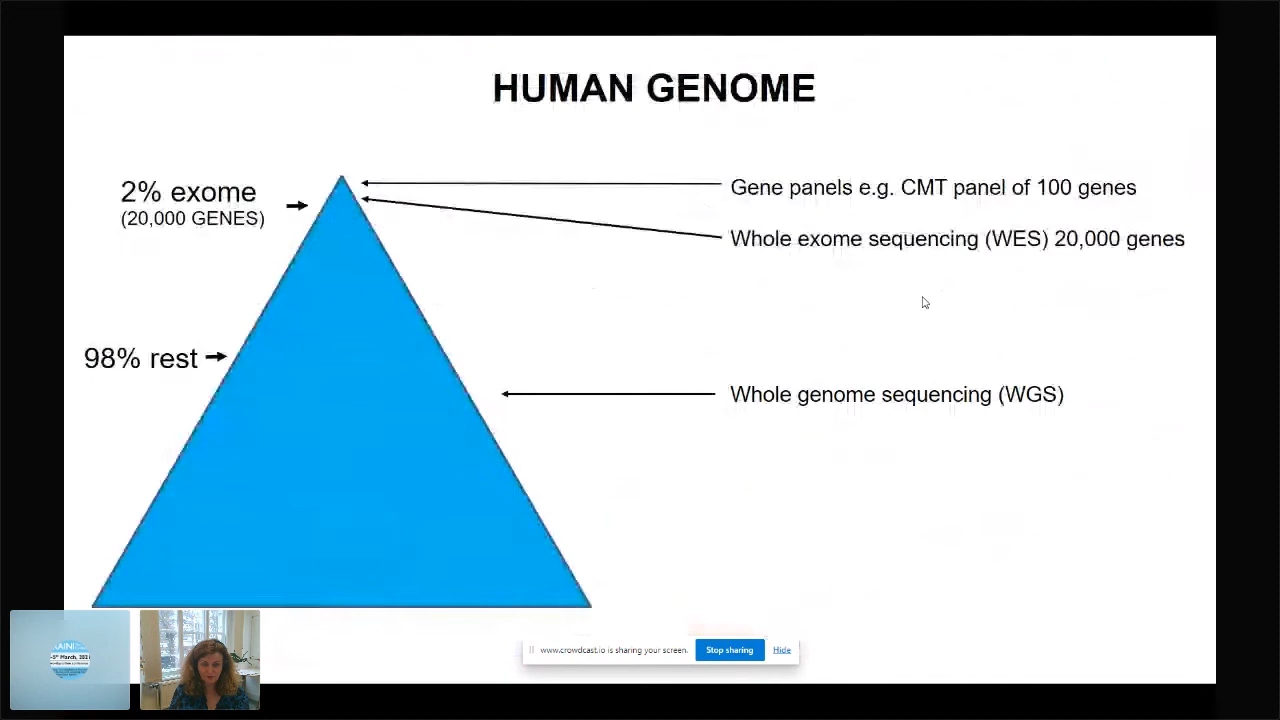 HUMAN GENOME
2% exome
(20,000 GENES)
98% rest
Gene panels e.g. CMT panel of 100 genes
Whole exome sequencing (WES) 20,000 genes
Whole genome sequencing (WGS)
www.crowdcast.io is sharing your screen.
Stop sharing
Hide
March,